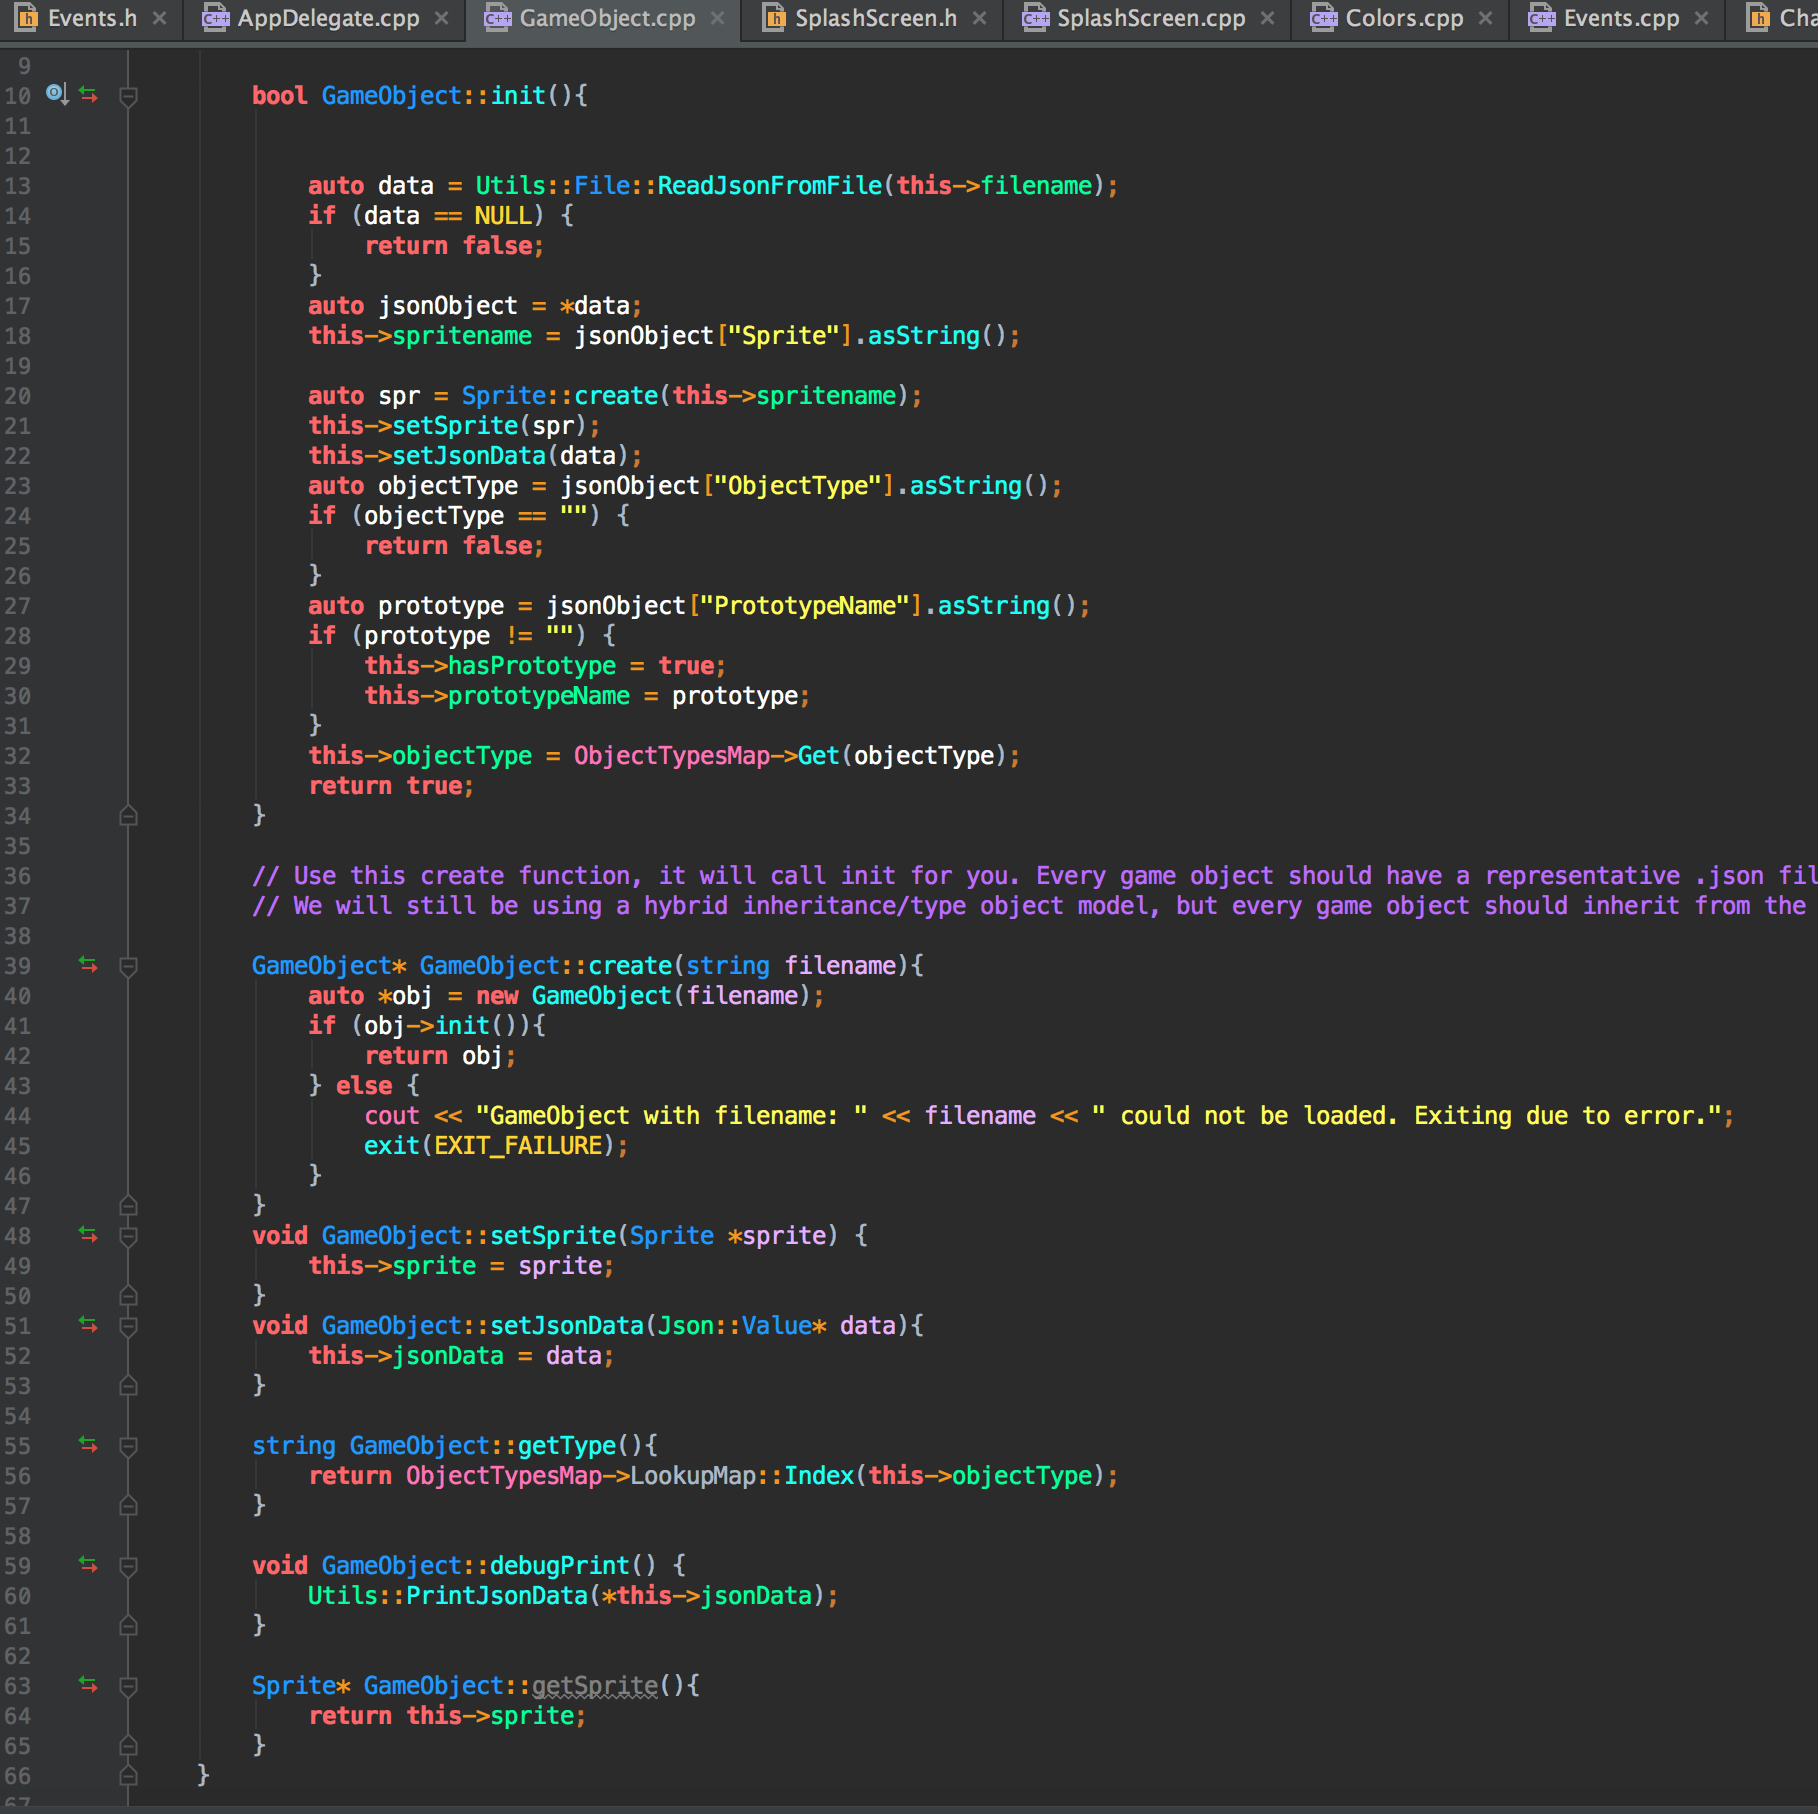 Events.h AppDelegate.cpp GameObject.cpp SplashScreen.h SplashScreen.cpp Colors.cpp Events.cpp
9
10 bool GameObject::init(){
11
12
13 auto data = Utils::File::ReadJsonFromFile(this->filename);
14 if (data == NULL) {
15 return false;
16 }
17 auto jsonObject = *data;
18 this->spritename = jsonObject["Sprite"].asString();
19
20 auto spr = Sprite::create(this->spritename);
21 this->setSprite(spr);
22 this->setJsonData(data);
23 auto objectType = jsonObject["ObjectType"].asString();
24 if (objectType == "") {
25 return false;
26 }
27 auto prototype = jsonObject["PrototypeName"].asString();
28 if (prototype != "") {
29 this->hasPrototype = true;
30 this->prototypeName = prototype;
31 }
32 this->objectType = ObjectTypesMap->Get(objectType);
33 return true;
34 }
35
36 // Use this create function, it will call init for you. Every game object should have a representative .json fil
37 // We will still be using a hybrid inheritance/type object model, but every game object should inherit from the
38
39 GameObject* GameObject::create(string filename){
40 auto *obj = new GameObject(filename);
41 if (obj->init()){
42 return obj;
43 } else {
44 cout << "GameObject with filename: " << filename << " could not be loaded. Exiting due to error.";
45 exit(EXIT_FAILURE);
46 }
47 }
48 void GameObject::setSprite(Sprite *sprite) {
49 this->sprite = sprite;
50 }
51 void GameObject::setJsonData(Json::Value* data){
52 this->jsonData = data;
53 }
54
55 string GameObject::getType(){
56 return ObjectTypesMap->LookupMap::Index(this->objectType);
57 }
58
59 void GameObject::debugPrint() {
60 Utils::PrintJsonData(*this->jsonData);
61 }
62
63 Sprite* GameObject::getSprite(){
64 return this->sprite;
65 }
66 }
67